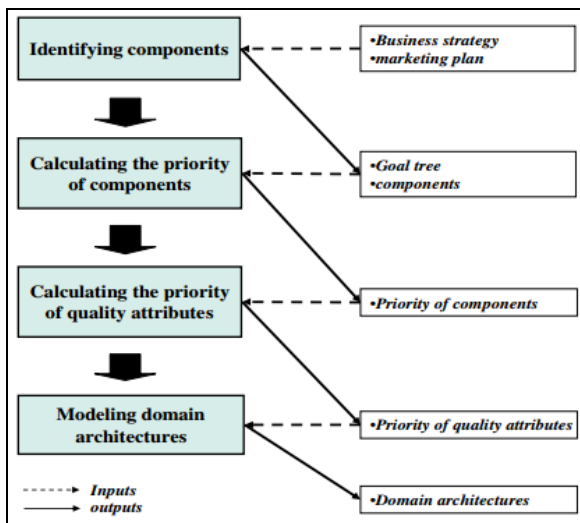 Identifying components
•Business strategy
•marketing plan
Calculating the priority
of components
•Goal tree
•components
Calculating the priority
of quality attributes
•Priority of components
Modeling domain
architectures
•Priority of quality attributes
Inputs
outputs
•Domain architectures